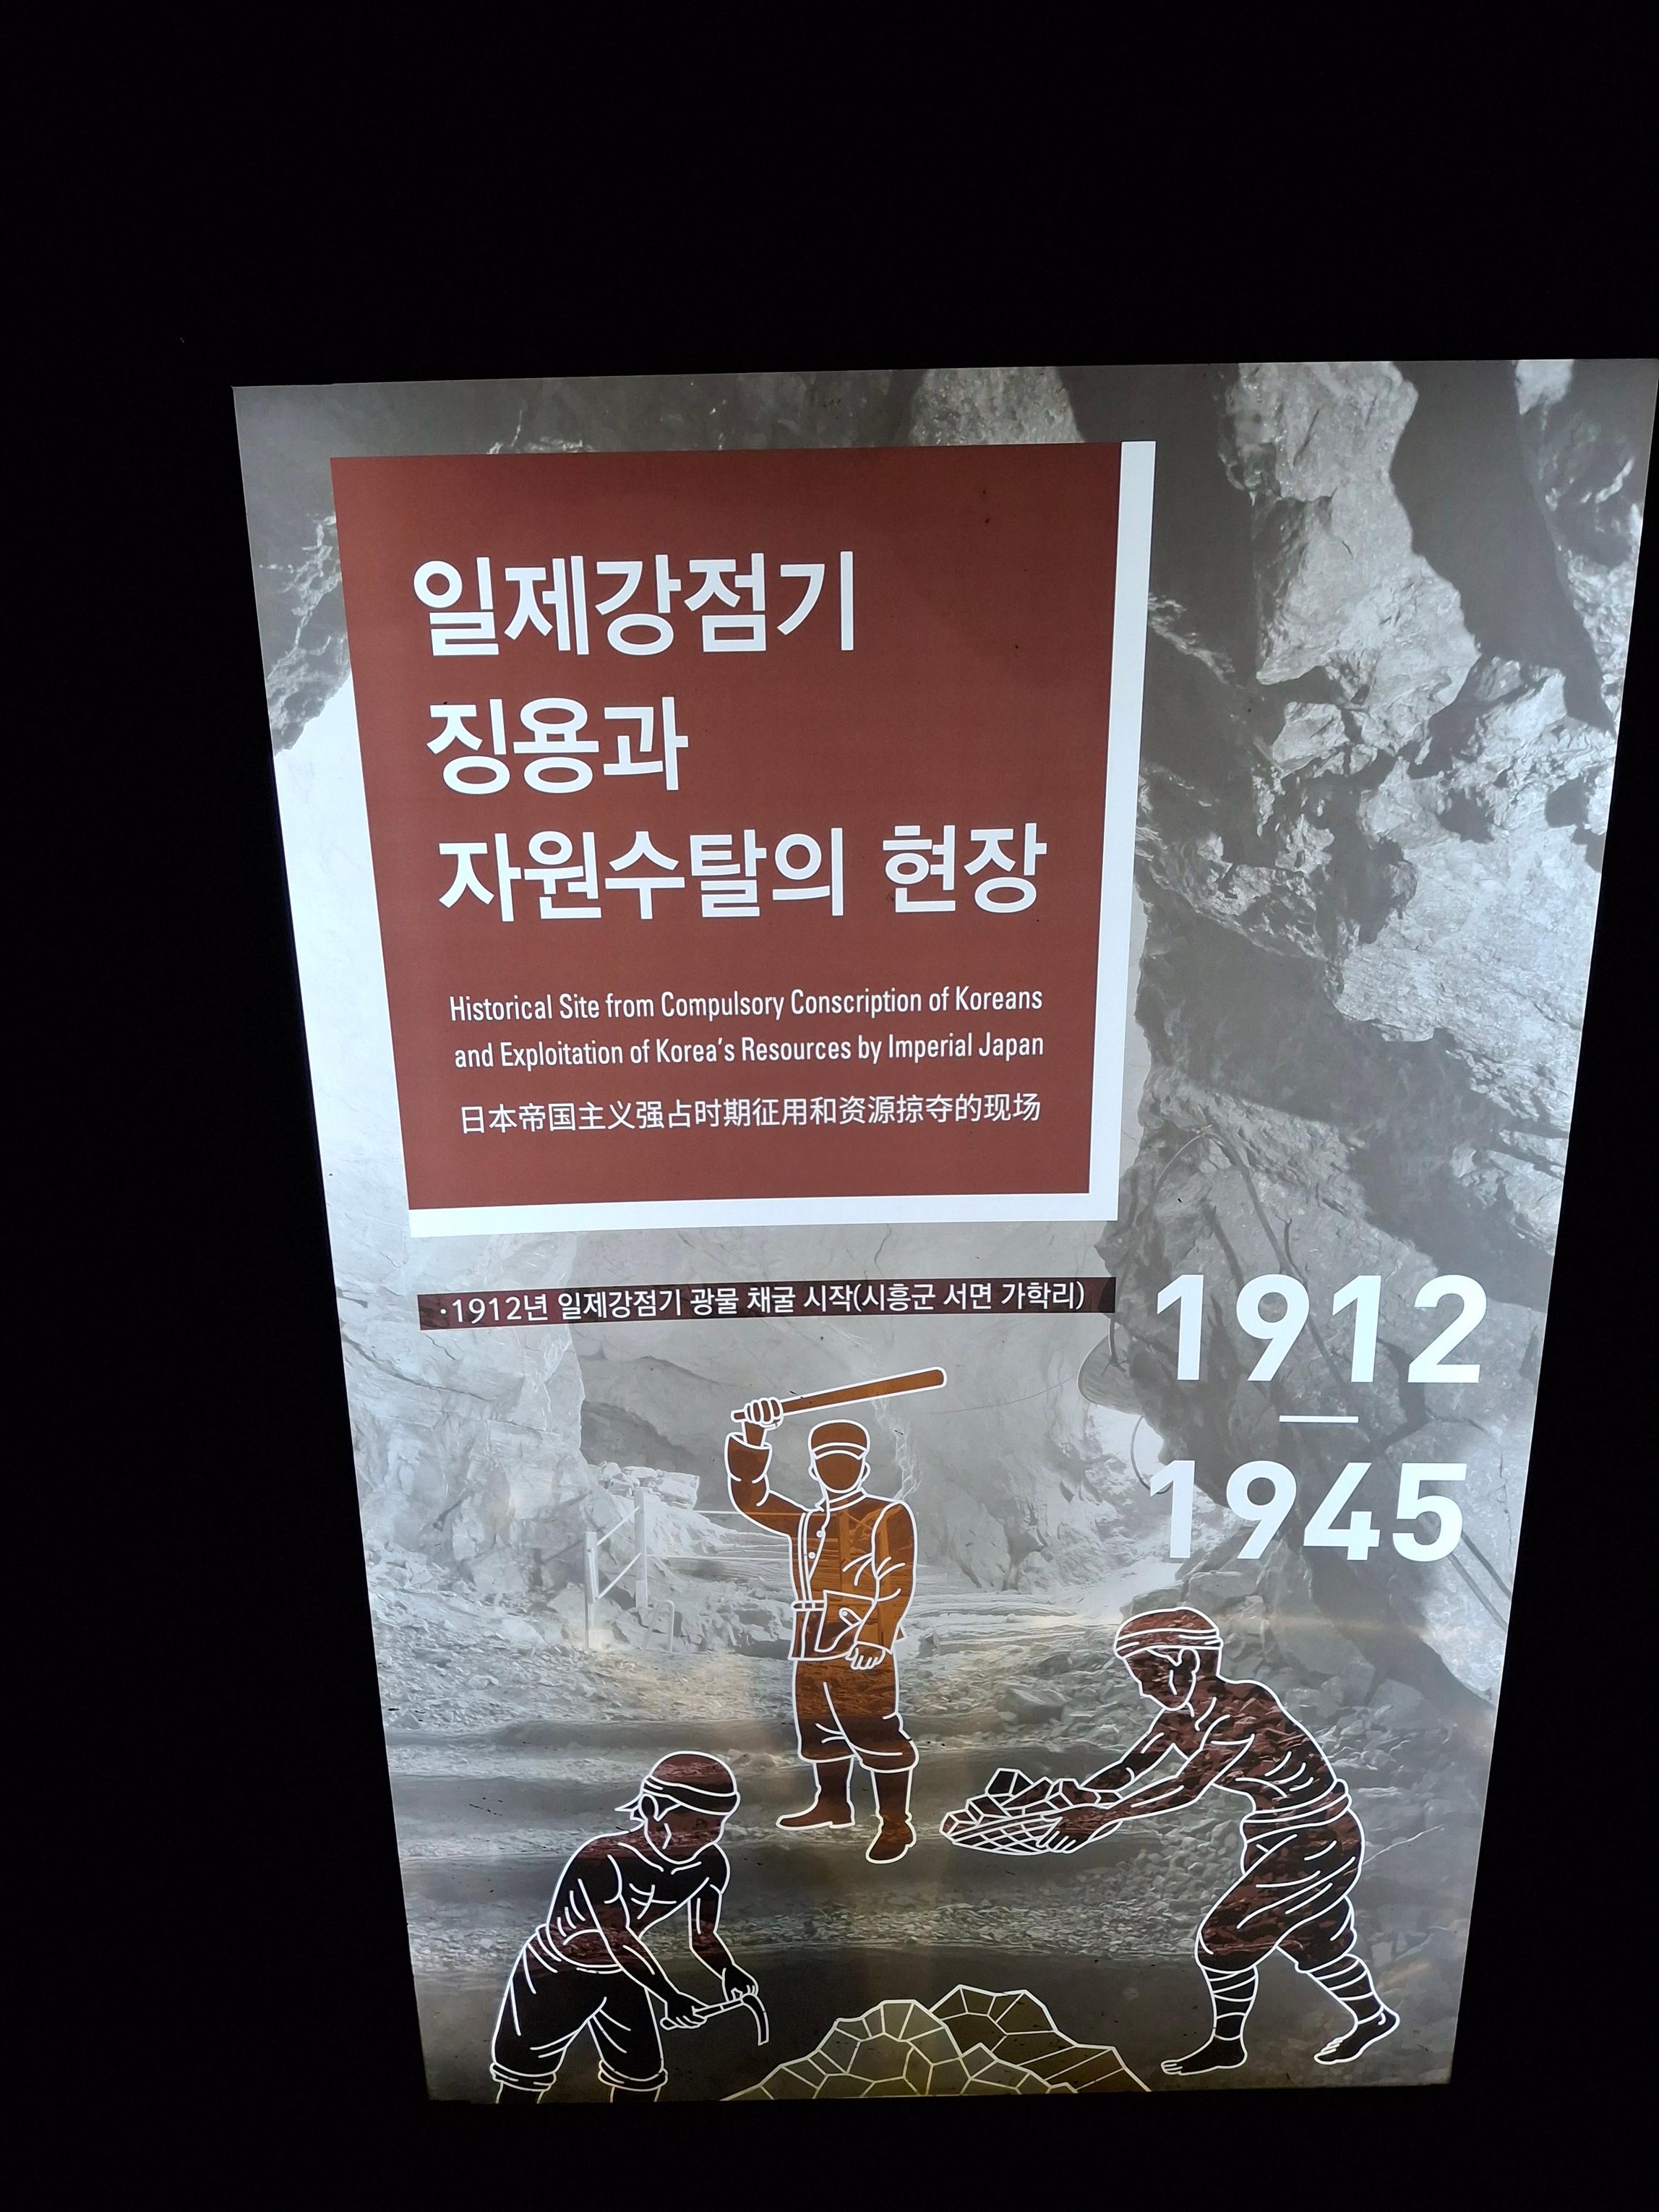 일제강점기
징용과
자원수탈의 현장
Historical Site from Compulsory Conscription of Koreans
and Exploitation of Korea's Resources by Imperial Japan
日本帝国主义强占时期征用和资源掠夺的现场
·1912년 일제강점기 광물 채굴 시작(시흥군 서면 가학리)
1912
1945